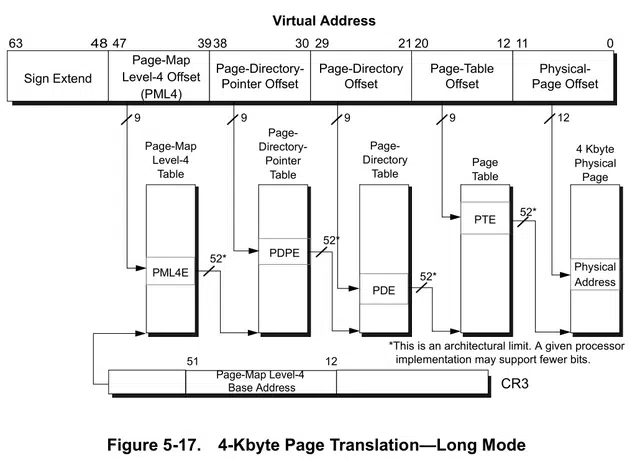 Virtual Address
63 48 47 39 38 30 29 21 20 12 11 0
Sign Extend
Page-Map
Level-4 Offset
(PML4)
Page-Directory-
Pointer Offset
Page-Directory
Offset
Page-Table
Offset
Physical-
Page Offset
9 9 9 9 12
Page-Map
Level-4
Table
Page-
Directory-
Pointer
Table
Page-
Directory
Table
Page
Table
4 Kbyte
Physical
Page
PML4E
52*
PDPE
52*
PDE
52*
PTE
52*
Physical
Address
*This is an architectural limit. A given processor
implementation may support fewer bits.
51 12
Page-Map Level-4
Base Address
CR3
Figure 5-17. 4-Kbyte Page Translation—Long Mode